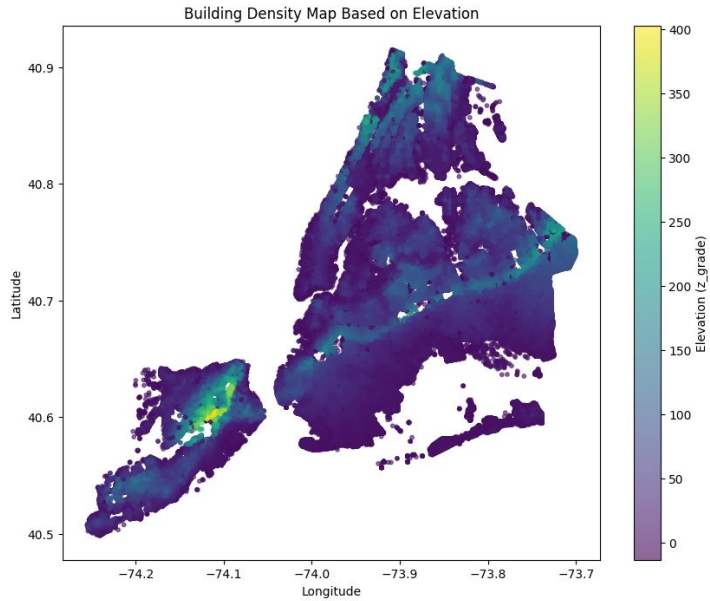 Building Density Map Based on Elevation
40.9
40.8
40.7
40.6
40.5
Latitude
−74.2 −74.1 −74.0 −73.9 −73.8 −73.7
Longitude
400
350
300
250
200
150
100
50
0
Elevation (z_grade)